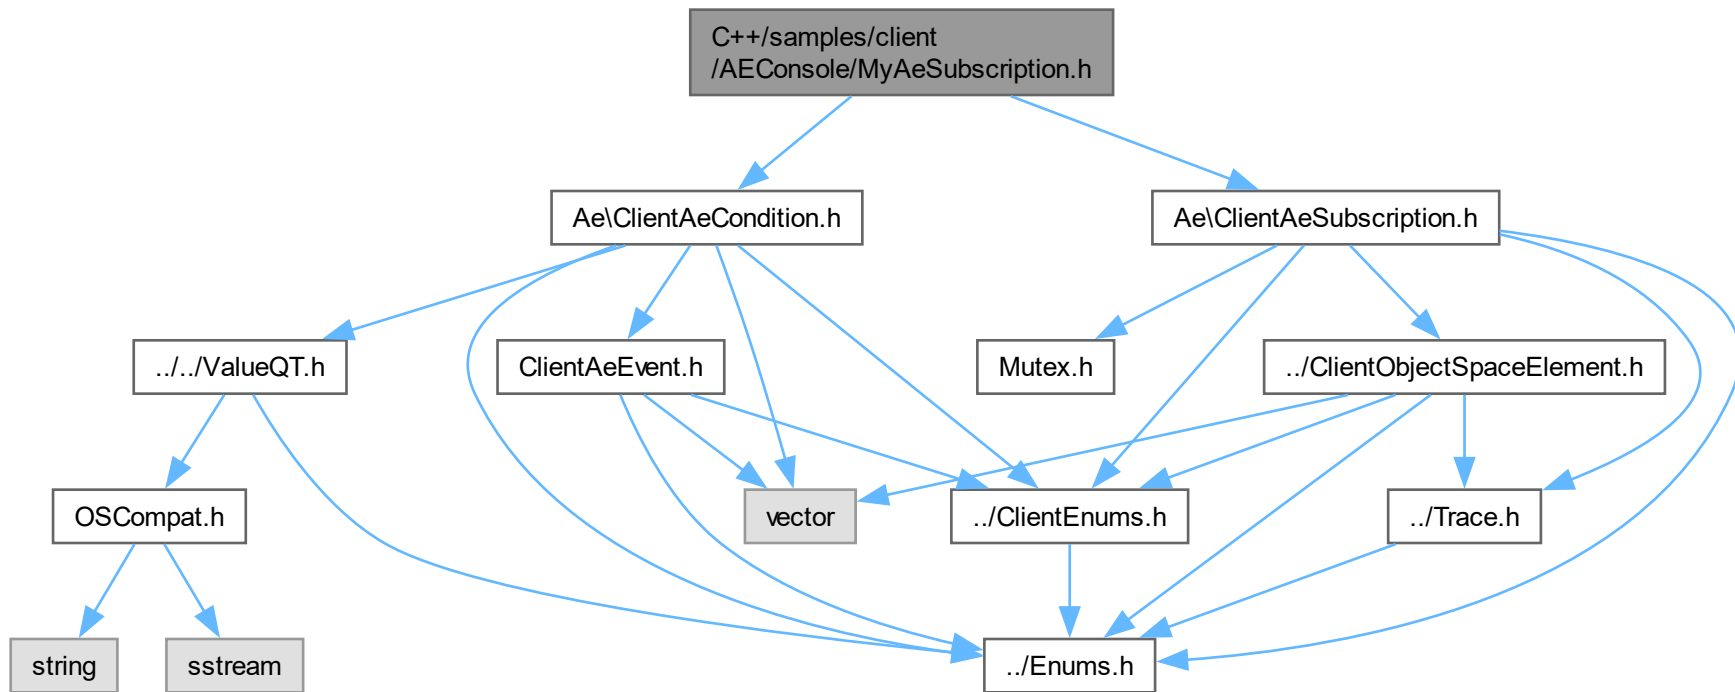 C++/samples/client
/AEConsole/MyAeSubscription.h
Ae\ClientAeCondition.h
Ae\ClientAeSubscription.h
../../ValueQT.h
ClientAeEvent.h
Mutex.h
../ClientObjectSpaceElement.h
OSCompat.h
vector
../ClientEnums.h
../Trace.h
string
sstream
../Enums.h